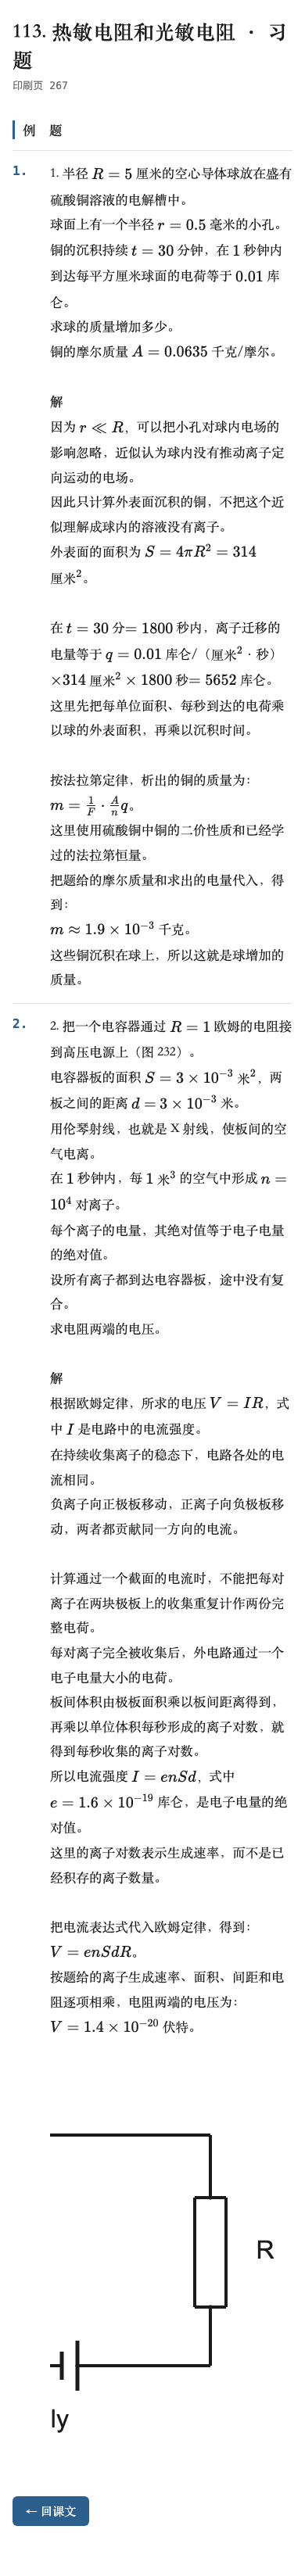 113. 热敏电阻和光敏电阻 · 习
题
印刷页 267
例 题
1. 1. 半径 R = 5 厘米的空心导体球放在盛有
硫酸铜溶液的电解槽中。
球面上有一个半径 r = 0.5 毫米的小孔。
铜的沉积持续 t = 30 分钟，在 1 秒钟内
到达每平方厘米球面的电荷等于 0.01 库
仑。
求球的质量增加多少。
铜的摩尔质量 A = 0.0635 千克/摩尔。
解
因为 r ≪ R，可以把小孔对球内电场的
影响忽略，近似认为球内没有推动离子定
向运动的电场。
因此只计算外表面沉积的铜，不把这个近
似理解成球内的溶液没有离子。
外表面的面积为 S = 4πR² = 314
厘米²。
在 t = 30 分= 1800 秒内，离子迁移的
电量等于 q = 0.01 库仑/（厘米² · 秒）
×314 厘米² × 1800 秒= 5652 库仑。
这里先把每单位面积、每秒到达的电荷乘
以球的外表面积，再乘以沉积时间。
按法拉第定律，析出的铜的质量为：
m = 1/F · A/n q。
这里使用硫酸铜中铜的二价性质和已经学
过的法拉第恒量。
把题给的摩尔质量和求出的电量代入，得
到：
m ≈ 1.9 × 10⁻³ 千克。
这些铜沉积在球上，所以这就是球增加的
质量。
2. 2. 把一个电容器通过 R = 1 欧姆的电阻接
到高压电源上（图 232）。
电容器板的面积 S = 3 × 10⁻³ 米²，两
板之间的距离 d = 3 × 10⁻³ 米。
用伦琴射线，也就是 X 射线，使板间的空
气电离。
在 1 秒钟内，每 1 米³ 的空气中形成 n =
10⁴ 对离子。
每个离子的电量，其绝对值等于电子电量
的绝对值。
设所有离子都到达电容器板，途中没有复
合。
求电阻两端的电压。
解
根据欧姆定律，所求的电压 V = IR，式
中 I 是电路中的电流强度。
在持续收集离子的稳态下，电路各处的电
流相同。
负离子向正极板移动，正离子向负极板移
动，两者都贡献同一方向的电流。
计算通过一个截面的电流时，不能把每对
离子在两块极板上的收集重复计作两份完
整电荷。
每对离子完全被收集后，外电路通过一个
电子电量大小的电荷。
板间体积由极板面积乘以板间距离得到，
再乘以单位体积每秒形成的离子对数，就
得到每秒收集的离子对数。
所以电流强度 I = enSd，式中
e = 1.6 × 10⁻¹⁹ 库仑，是电子电量的绝
对值。
这里的离子对数表示生成速率，而不是已
经积存的离子数量。
把电流表达式代入欧姆定律，得到：
V = enSdR。
按题给的离子生成速率、面积、间距和电
阻逐项相乘，电阻两端的电压为：
V = 1.4 × 10⁻²⁰ 伏特。
R
ly
← 回课文